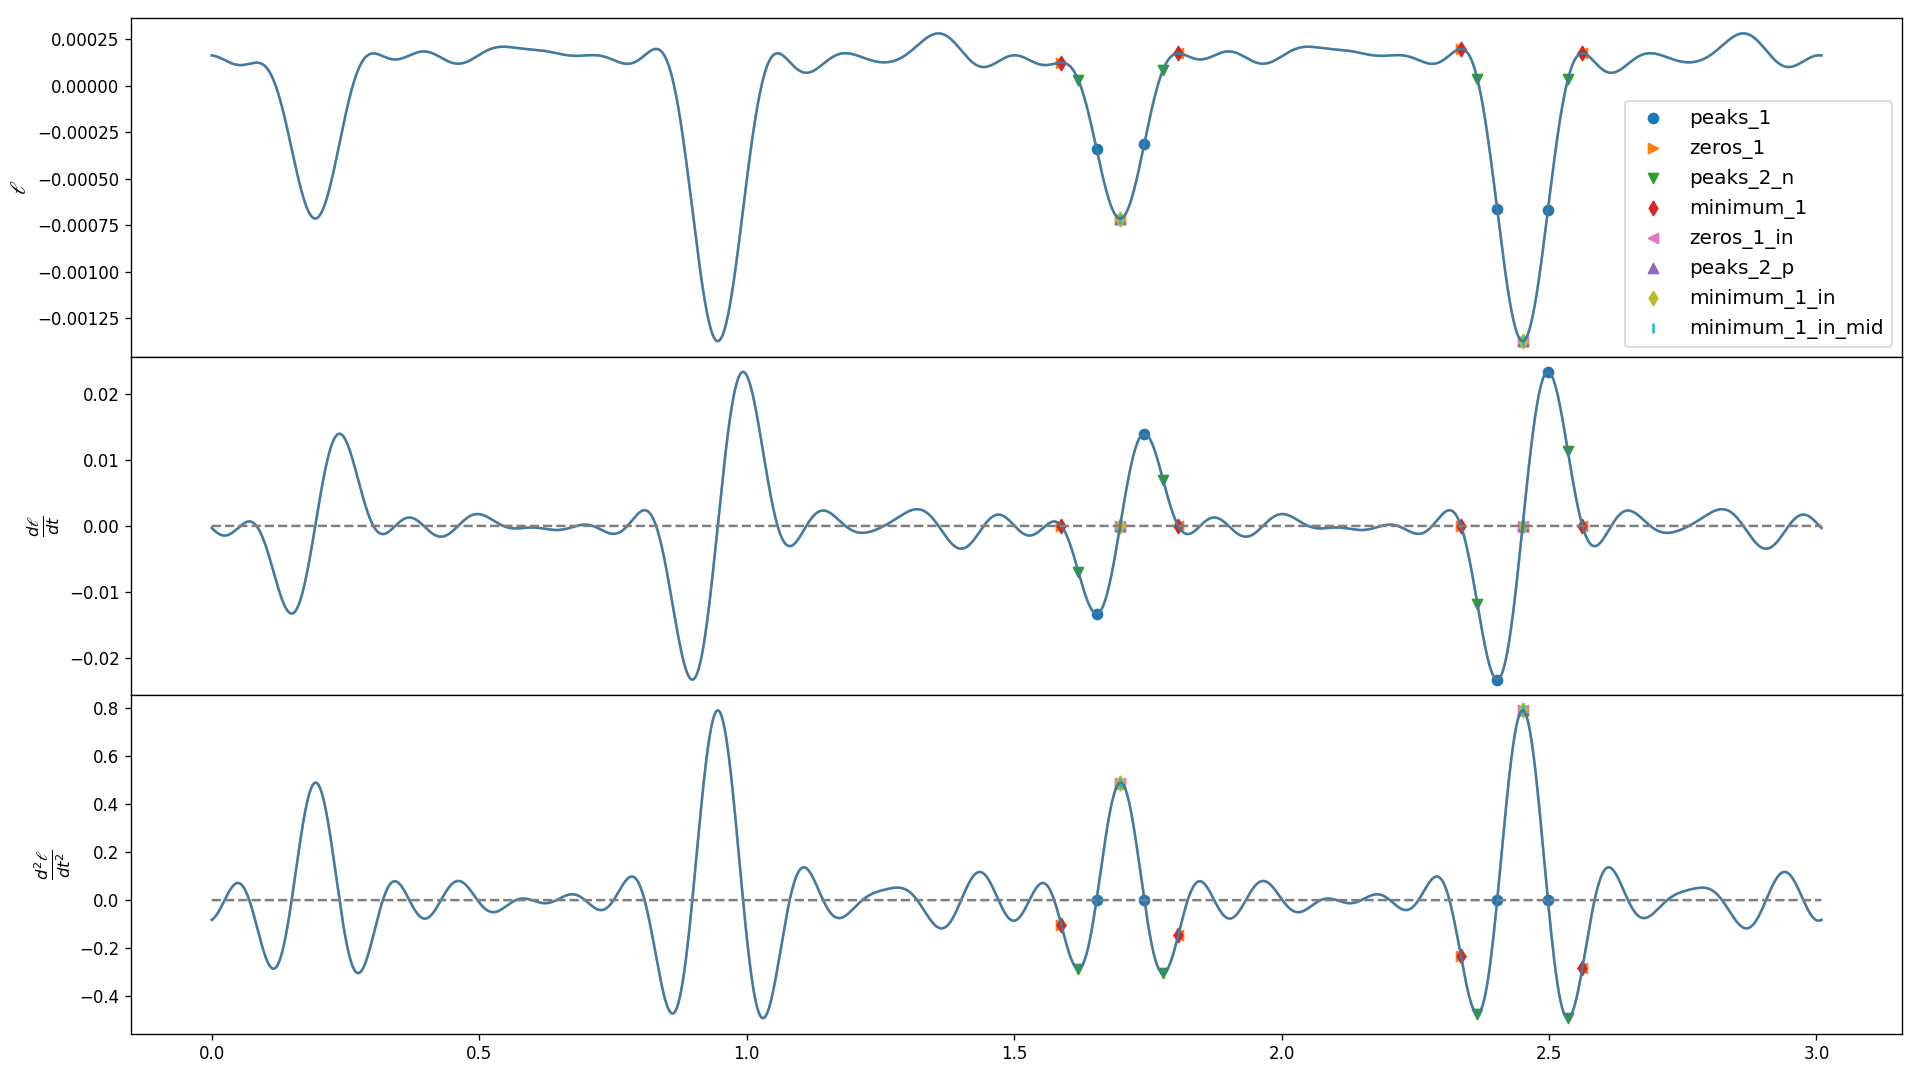 0.00025
0.00000
−0.00025
−0.00050
−0.00075
−0.00100
−0.00125
ℓ
peaks_1
zeros_1
peaks_2_n
minimum_1
zeros_1_in
peaks_2_p
minimum_1_in
minimum_1_in_mid
0.02
0.01
0.00
−0.01
−0.02
dℓ
dt
0.8
0.6
0.4
0.2
0.0
−0.2
−0.4
d²ℓ
dt²
0.0 0.5 1.0 1.5 2.0 2.5 3.0